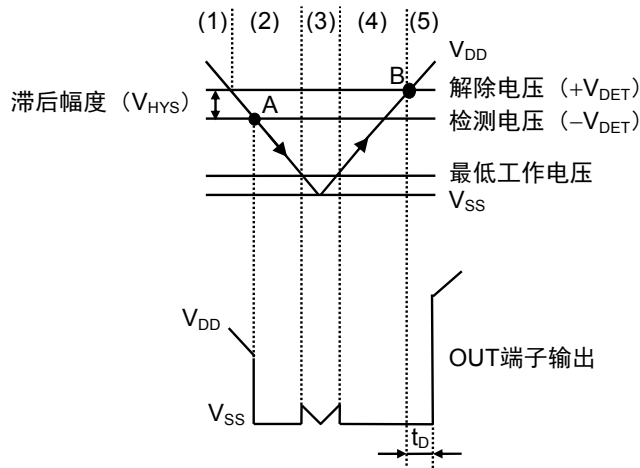 (1) (2) (3) (4) (5)
VDD
B
解除电压（+VDET）
滞后幅度（VHYS）
A
检测电压（−VDET）
最低工作电压
VSS
VDD
OUT端子输出
VSS
tD